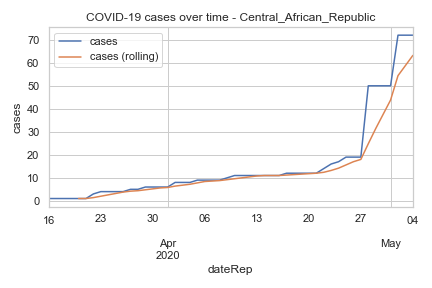 COVID-19 cases over time - Central_African_Republic
cases
cases (rolling)
cases
70
60
50
40
30
20
10
0
16 23 30 06 13 20 27 04
Apr May
2020
dateRep